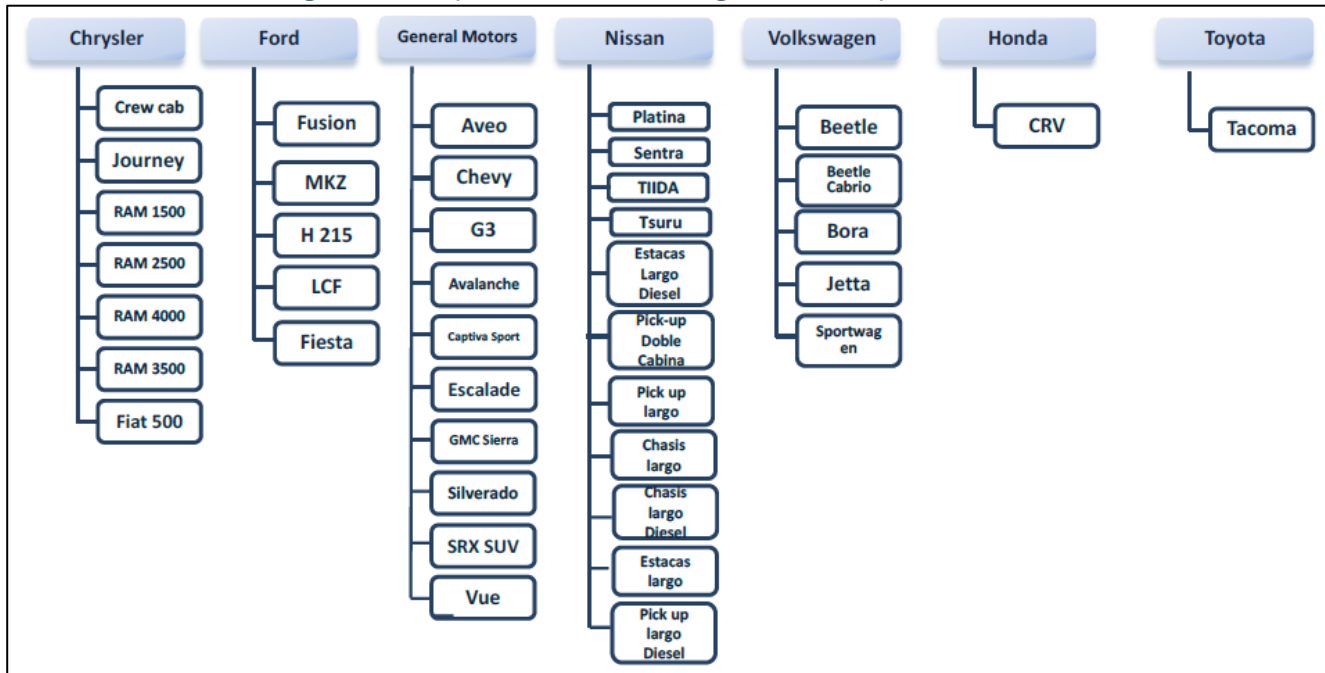 Chrysler
Crew cab
Journey
RAM 1500
RAM 2500
RAM 4000
RAM 3500
Fiat 500
Ford
Fusion
MKZ
H 215
LCF
Fiesta
General Motors
Aveo
Chevy
G3
Avalanche
Captiva Sport
Escalade
GMC Sierra
Silverado
SRX SUV
Vue
Nissan
Platina
Sentra
TIIDA
Tsuru
Estacas
Largo
Diesel
Pick-up
Doble
Cabina
Pick up
largo
Chasis
largo
Chasis
largo
Diesel
Estacas
largo
Pick up
largo
Diesel
Volkswagen
Beetle
Beetle
Cabrio
Bora
Jetta
Sportwag
en
Honda
CRV
Toyota
Tacoma